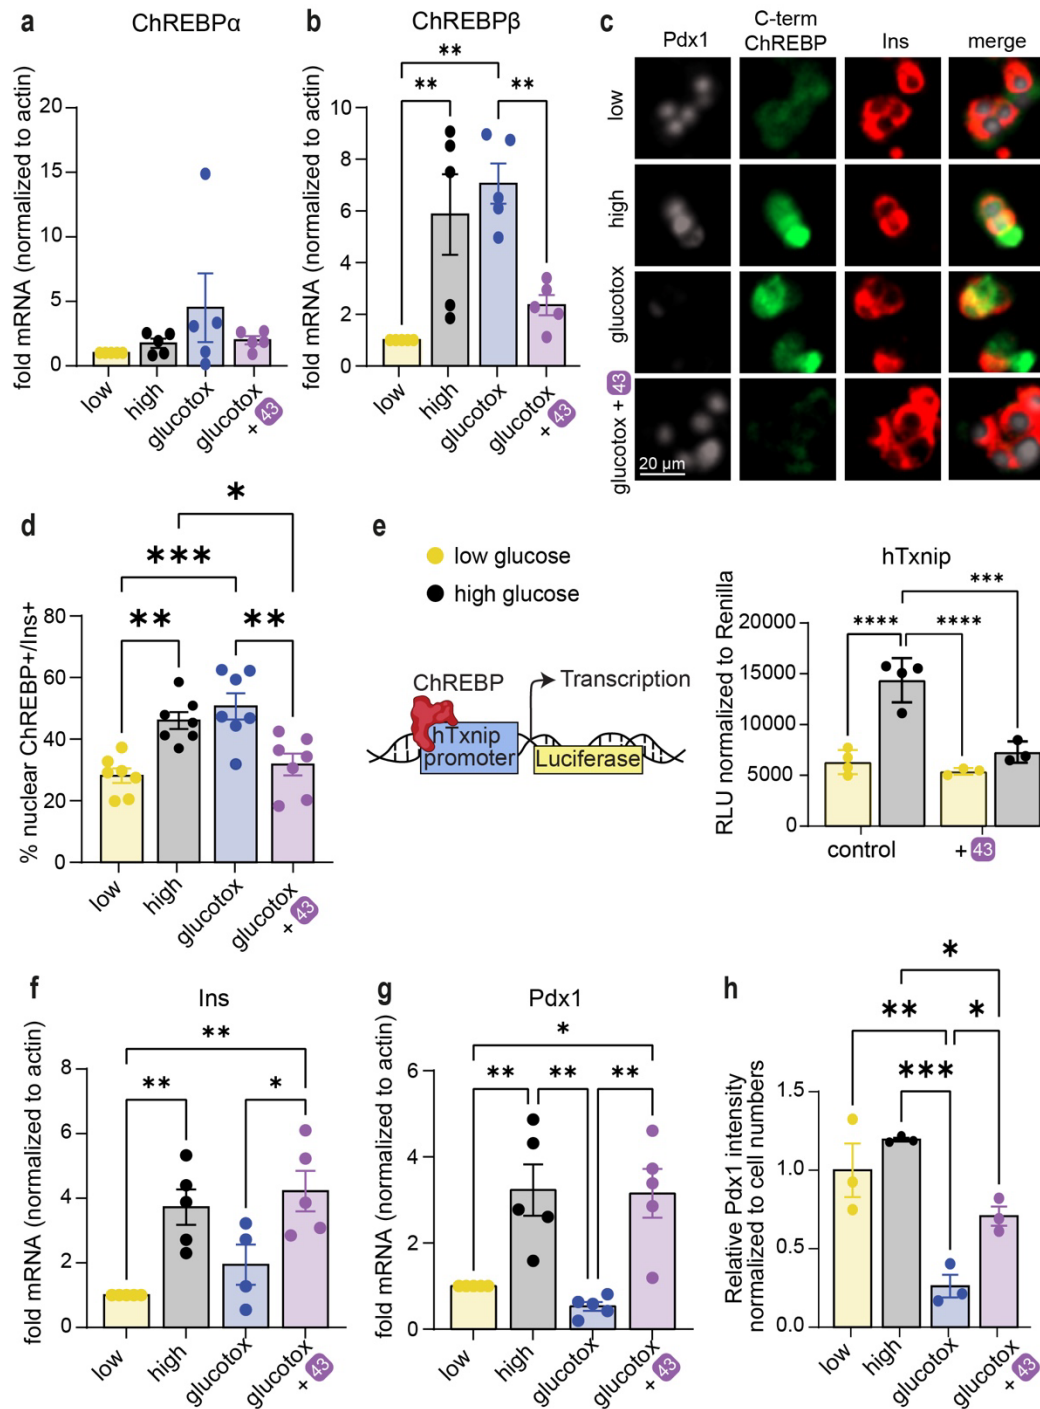 a
ChREBPα
fold mRNA (normalized to actin)
20
15
10
5
0
low
high
glucotox
glucotox
+ 43
b
ChREBPβ
**
**
**
fold mRNA (normalized to actin)
10
8
6
4
2
0
low
high
glucotox
glucotox
+ 43
c
Pdx1
C-term
ChREBP
Ins
merge
low
high
glucotox
glucotox + 43
20 µm
d
*
***
**
**
% nuclear ChREBP+/Ins+
80
60
40
20
0
low
high
glucotox
glucotox
+ 43
e
low glucose
high glucose
ChREBP
Transcription
hTxnip
promoter
Luciferase
hTxnip
***
****
****
RLU normalized to Renilla
20000
15000
10000
5000
0
control
+ 43
f
Ins
**
**
*
fold mRNA (normalized to actin)
8
6
4
2
0
low
high
glucotox
glucotox
+ 43
g
Pdx1
*
**
**
**
fold mRNA (normalized to actin)
6
4
2
0
low
high
glucotox
glucotox
+ 43
h
*
**
*
***
Relative Pdx1 intensity
normalized to cell numbers
1.5
1.0
0.5
0.0
low
high
glucotox
glucotox
+ 43